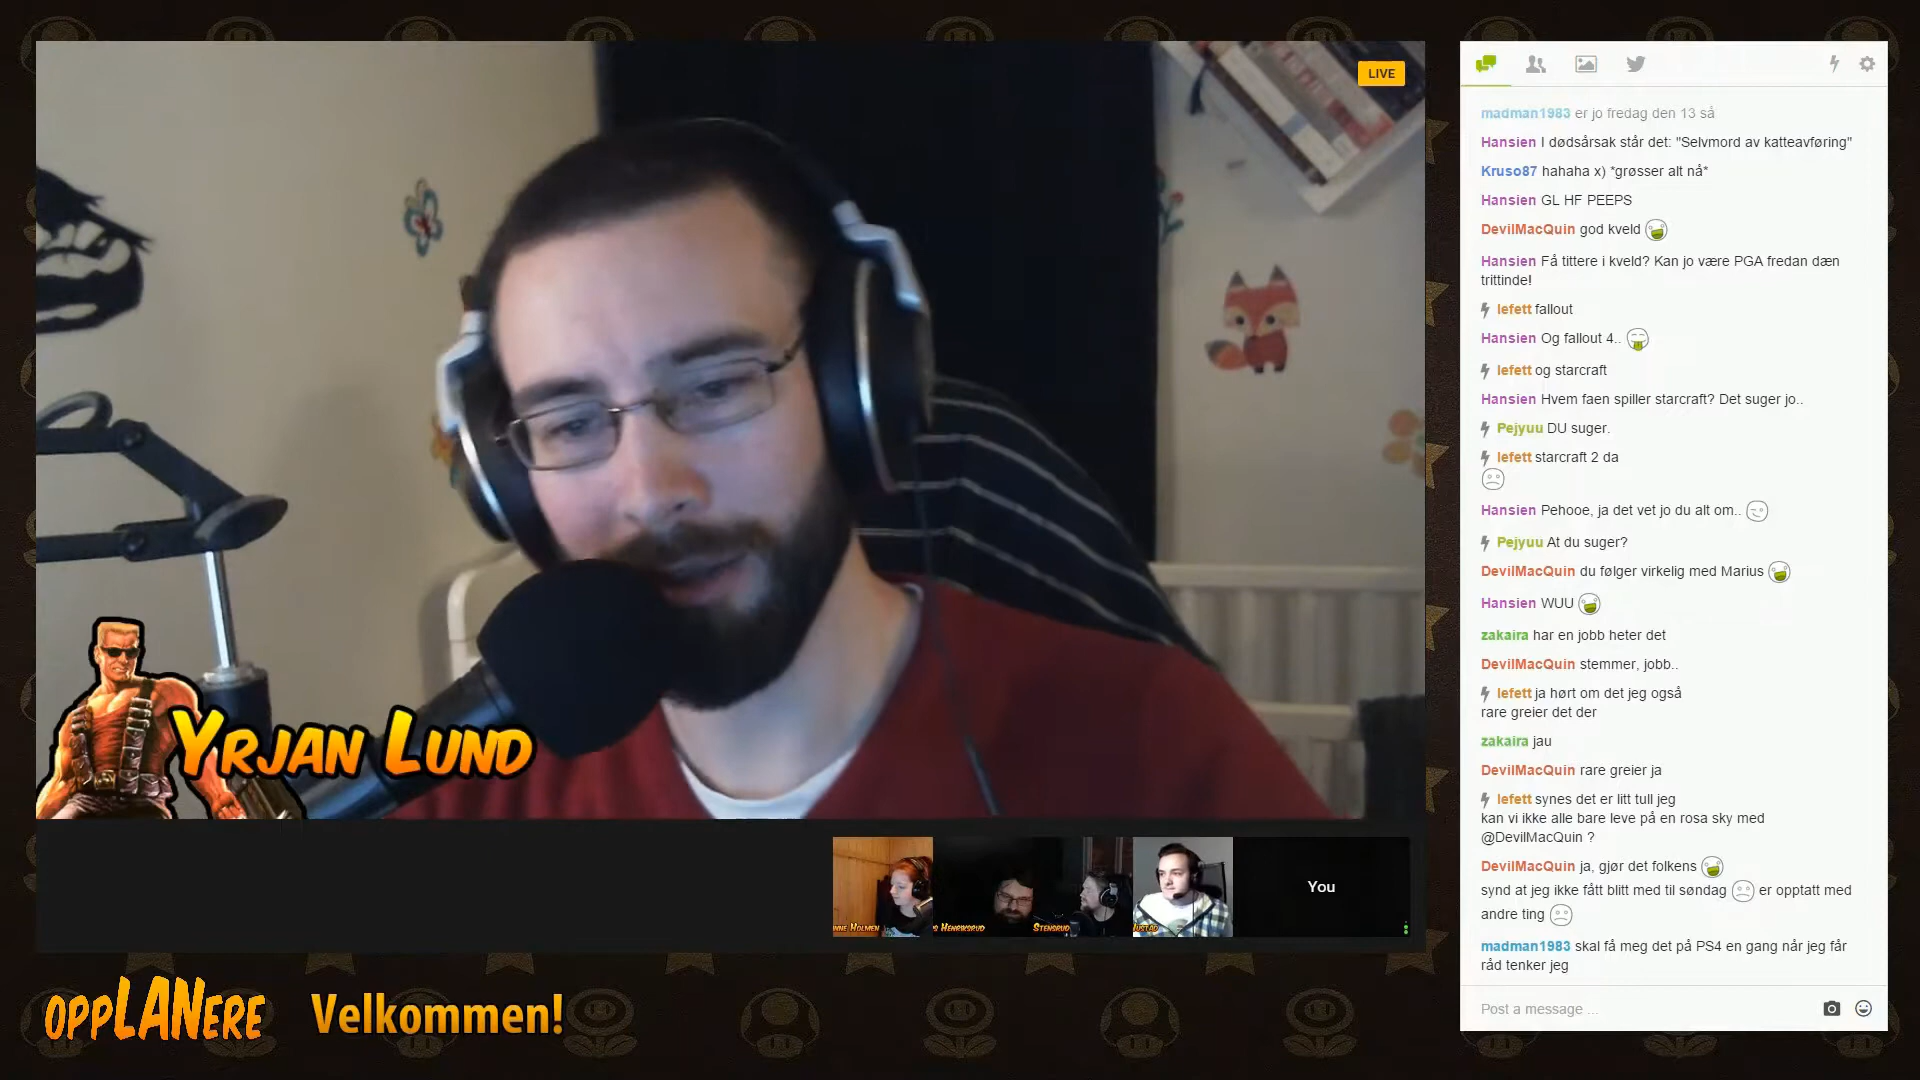 LIVE
YRJAN LUND
NNE HOLMEN
S HENRIKSRUD
STENSRUD
USTAD
You
OPPLANERE
Velkommen!
madman1983 er jo fredag den 13 så
Hansien I dødsårsak står det: "Selvmord av katteavføring"
Kruso87 hahaha x) *grøsser alt nå*
Hansien GL HF PEEPS
DevilMacQuin god kveld
Hansien Få tittere i kveld? Kan jo være PGA fredan dæn
trittinde!
lefett fallout
Hansien Og fallout 4..
lefett og starcraft
Hansien Hvem faen spiller starcraft? Det suger jo..
Pejyuu DU suger.
lefett starcraft 2 da
Hansien Pehooe, ja det vet jo du alt om..
Pejyuu At du suger?
DevilMacQuin du følger virkelig med Marius
Hansien WUU
zakaira har en jobb heter det
DevilMacQuin stemmer, jobb..
lefett ja hørt om det jeg også
rare greier det der
zakaira jau
DevilMacQuin rare greier ja
lefett synes det er litt tull jeg
kan vi ikke alle bare leve på en rosa sky med
@DevilMacQuin ?
DevilMacQuin ja, gjør det folkens
synd at jeg ikke fått blitt med til søndag er opptatt med
andre ting
madman1983 skal få meg det på PS4 en gang når jeg får
råd tenker jeg
Post a message ...